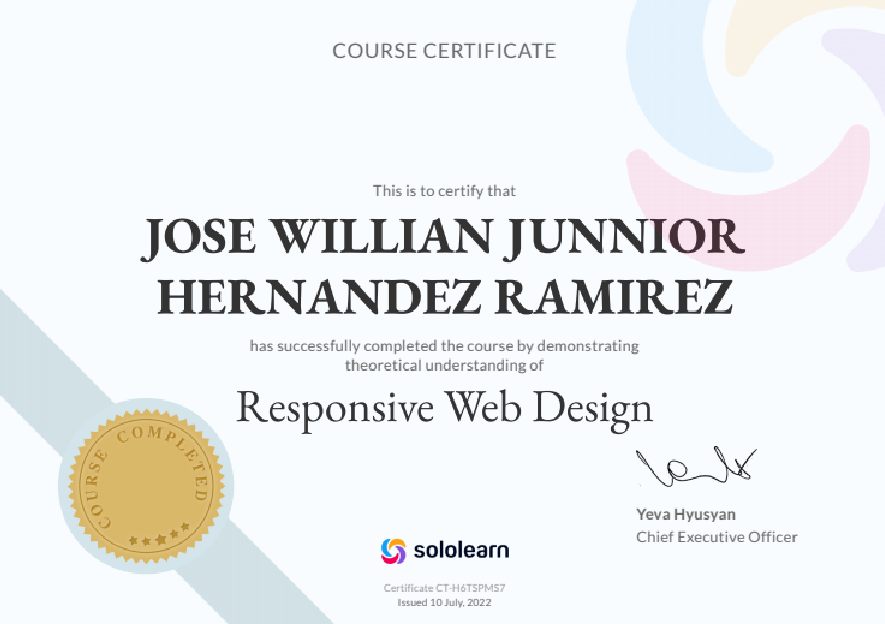 COURSE CERTIFICATE
This is to certify that
JOSE WILLIAN JUNNIOR
HERNANDEZ RAMIREZ
has successfully completed the course by demonstrating
theoretical understanding of
Responsive Web Design
COURSE COMPLETED
Yeva Hyusyan
Chief Executive Officer
sololearn
Certificate CT-H6TSPMS7
Issued 10 July, 2022